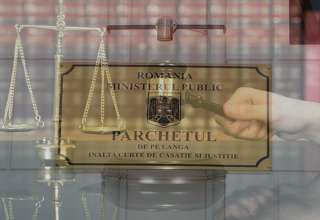 ROMANIA
MINISTERUL PUBLIC
PARCHETUL
DE PE LANGA
INALTA CURTE DE CASATIE SI JUSTITIE